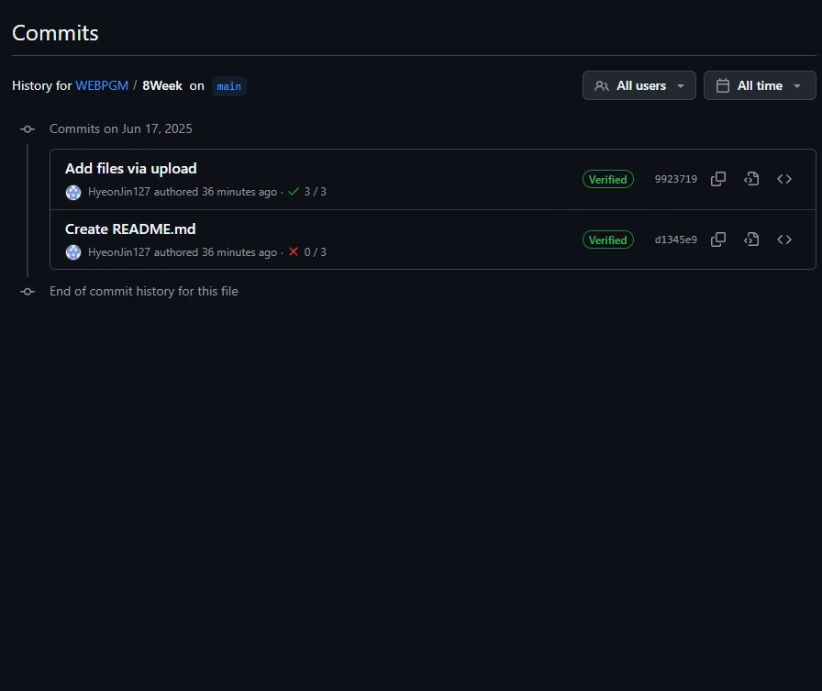 Commits
History for WEBPGM / 8Week on main
All users
All time
Commits on Jun 17, 2025
Add files via upload
HyeonJin127 authored 36 minutes ago · 3 / 3
Verified
9923719
Create README.md
HyeonJin127 authored 36 minutes ago · 0 / 3
Verified
d1345e9
End of commit history for this file